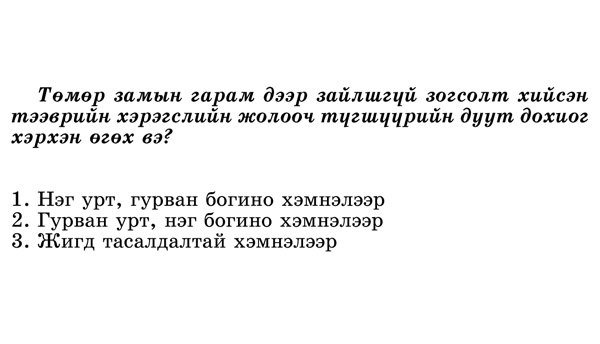 Төмөр замын гарам дээр зайлшгүй зогсолт хийсэн
тээврийн хэрэгслийн жолооч түгшүүрийн дуут дохиог
хэрхэн өгөх вэ?
1. Нэг урт, гурван богино хэмнэлээр
2. Гурван урт, нэг богино хэмнэлээр
3. Жигд тасалдалтай хэмнэлээр